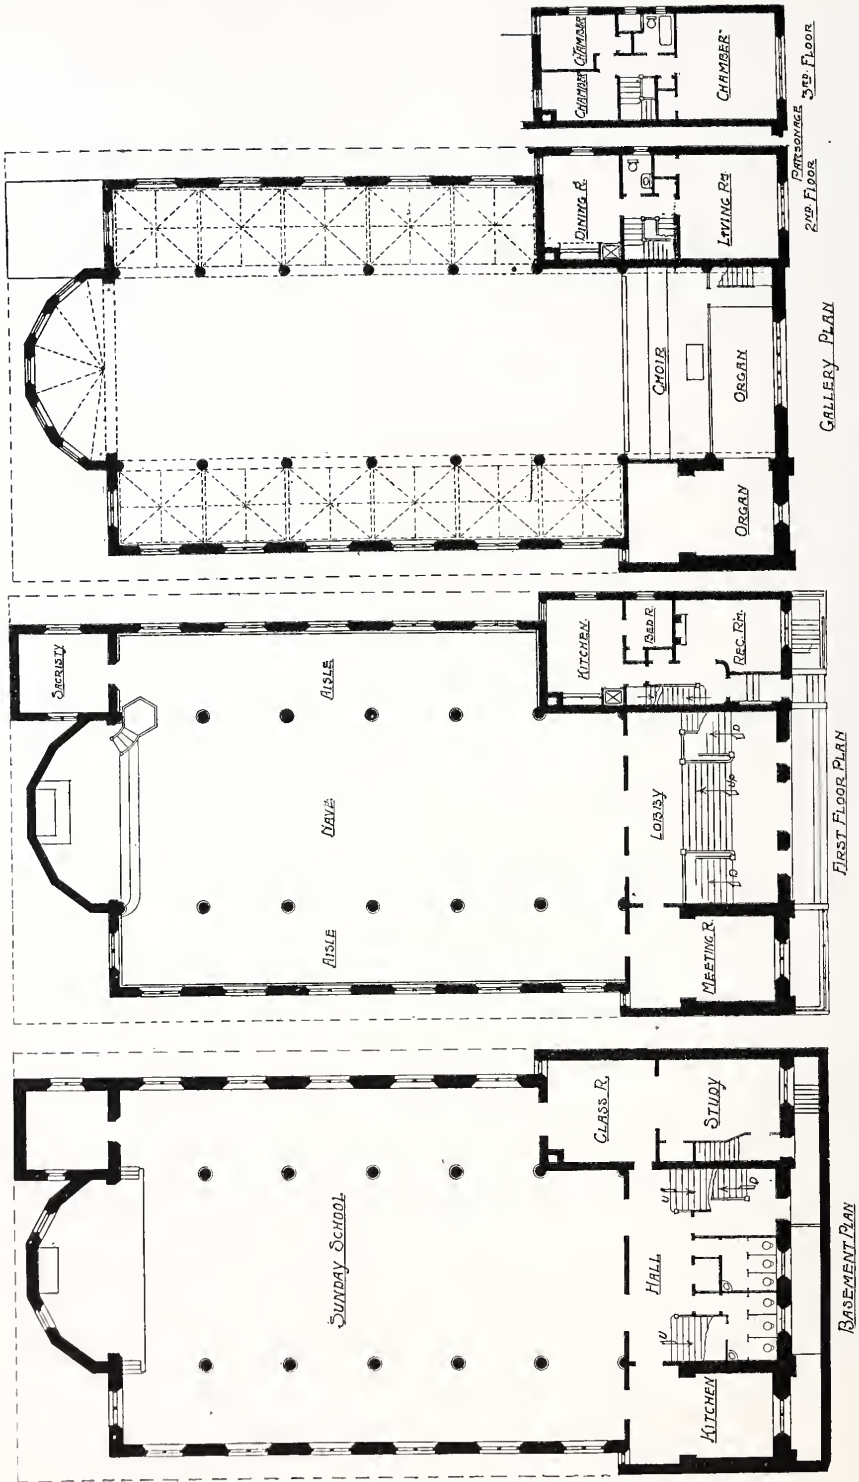 CHAMBER
CHAMBER
CHAMBER
PARSONAGE
2ND. FLOOR 3RD. FLOOR
DINING R.
LIVING RM.
CHOIR
ORGAN
ORGAN
GALLERY PLAN
SACRISTY
AISLE
NAVE
AISLE
KITCHEN.
BED R.
REC. RM.
LOBBY
UP
D
D
MEETING R.
FIRST FLOOR PLAN
SUNDAY SCHOOL
CLASS R.
STUDY
HALL
U
D
U
KITCHEN
BASEMENT PLAN